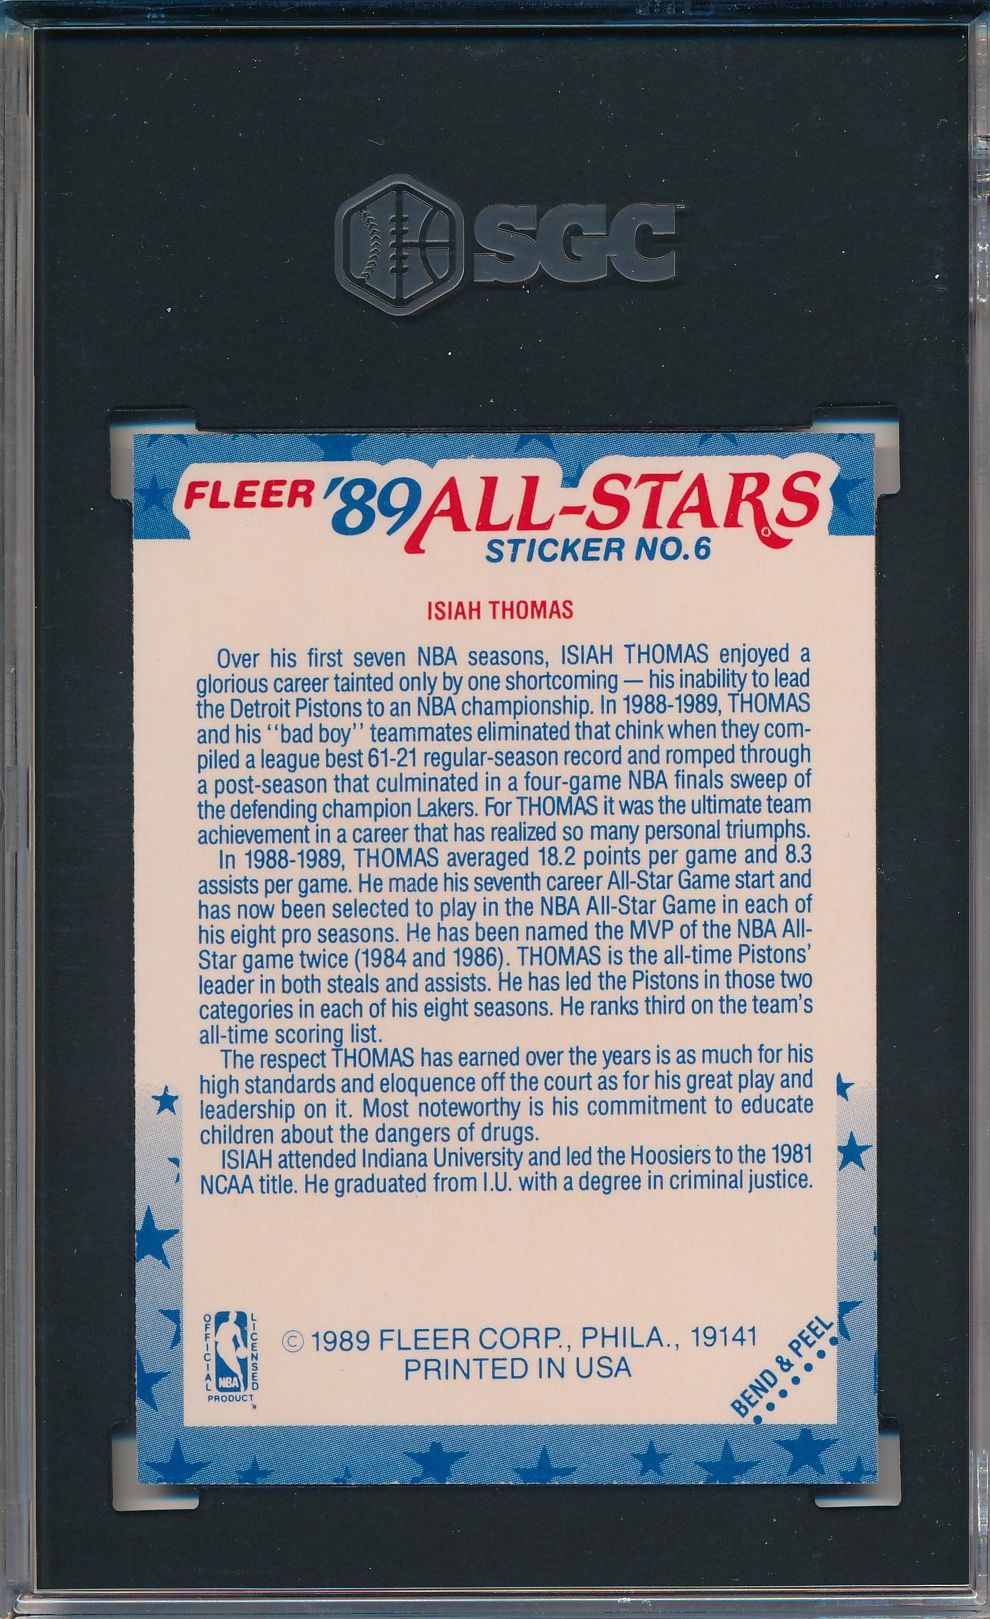 SGC
FLEER '89 ALL-STARS
STICKER NO.6
ISIAH THOMAS
Over his first seven NBA seasons, ISIAH THOMAS enjoyed a
glorious career tainted only by one shortcoming — his inability to lead
the Detroit Pistons to an NBA championship. In 1988-1989, THOMAS
and his "bad boy" teammates eliminated that chink when they com-
piled a league best 61-21 regular-season record and romped through
a post-season that culminated in a four-game NBA finals sweep of
the defending champion Lakers. For THOMAS it was the ultimate team
achievement in a career that has realized so many personal triumphs.
In 1988-1989, THOMAS averaged 18.2 points per game and 8.3
assists per game. He made his seventh career All-Star Game start and
has now been selected to play in the NBA All-Star Game in each of
his eight pro seasons. He has been named the MVP of the NBA All-
Star game twice (1984 and 1986). THOMAS is the all-time Pistons'
leader in both steals and assists. He has led the Pistons in those two
categories in each of his eight seasons. He ranks third on the team's
all-time scoring list.
The respect THOMAS has earned over the years is as much for his
high standards and eloquence off the court as for his great play and
leadership on it. Most noteworthy is his commitment to educate
children about the dangers of drugs.
ISIAH attended Indiana University and led the Hoosiers to the 1981
NCAA title. He graduated from I.U. with a degree in criminal justice.
OFFICIAL LICENSED
NBA
PRODUCT
© 1989 FLEER CORP., PHILA., 19141
PRINTED IN USA
BEND & PEEL